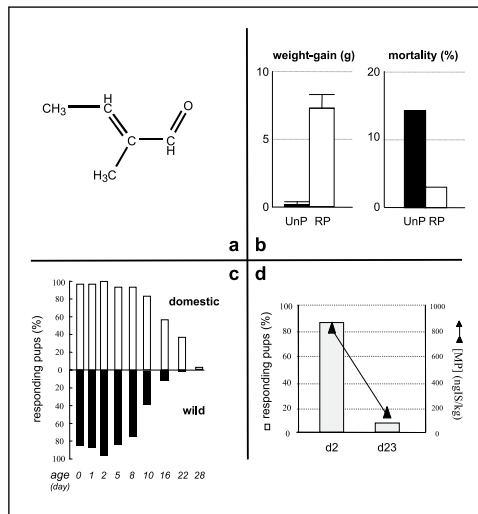 CH₃
H
C
O
C
C
H
H₃C
a
weight-gain (g)
10
5
0
UnP RP
mortality (%)
20
10
0
UnP RP
b
c
responding pups (%)
100
80
60
40
20
0
20
40
60
80
100
domestic
wild
age 0 1 2 5 8 10 16 22 28
(day)
d
responding pups (%)
100
80
60
40
20
0
1000
800
600
400
200
0
[MP] (ngIS/kg)
d2 d23